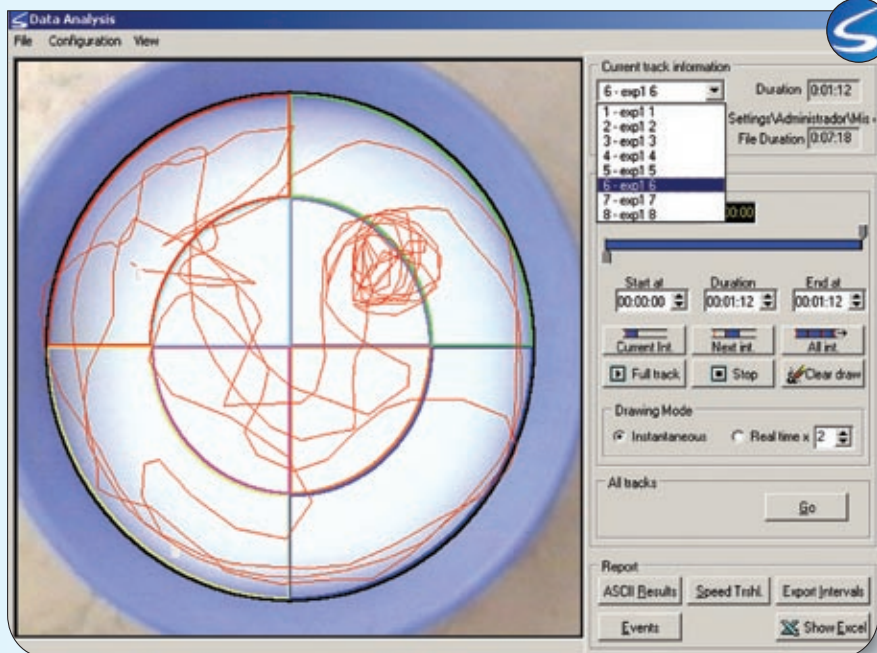 Data Analysis
File Configuration View
Current track information
6 - exp1 6
Duration 0:01:12
1 - exp1 1
2 - exp1 2
3 - exp1 3
4 - exp1 4
5 - exp1 5
6 - exp1 6
7 - exp1 7
8 - exp1 8
Settings\Administrador\Mis
File Duration 0:07:18
00:00
Start at Duration End at
00:00:00 00:01:12 00:01:12
Current Int. Next int. All int.
Full track Stop Clear draw
Drawing Mode
Instantaneous Real time x 2
All tracks
Go
Report
ASCII Results Speed Trshl. Export Intervals
Events Show Excel